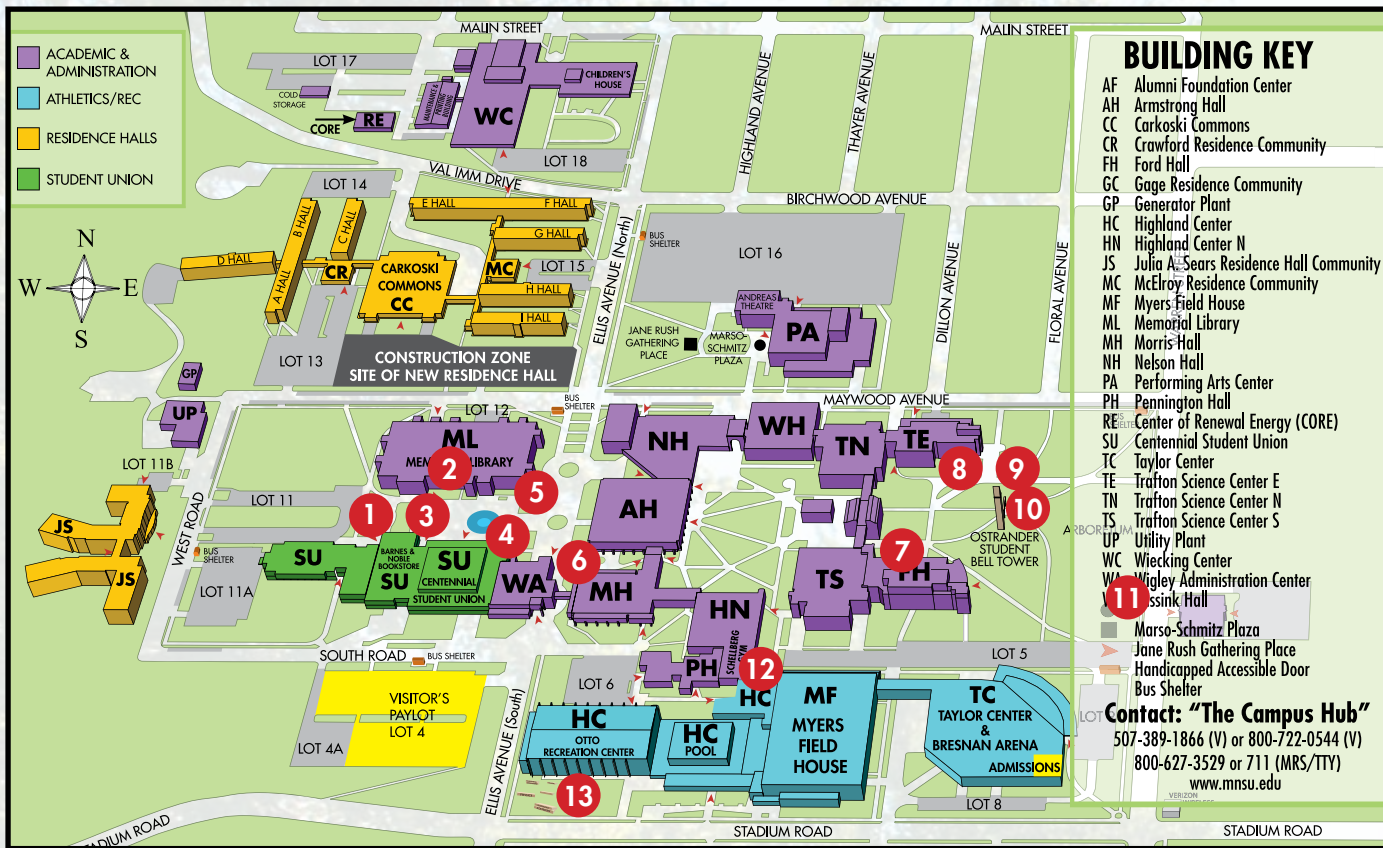 MALIN STREET
MALIN STREET
ACADEMIC &
ADMINISTRATION
ATHLETICS/REC
RESIDENCE HALLS
STUDENT UNION
LOT 17
COLD
STORAGE
MAINTENANCE &
PRINTING
BUILDING
CHILDREN'S
HOUSE
WC
RE
CORE
LOT 18
HIGHLAND AVENUE
THAYER AVENUE
VAL IMM DRIVE
BIRCHWOOD AVENUE
LOT 14
E HALL
F HALL
G HALL
H HALL
I HALL
MC
LOT 15
A HALL
B HALL
C HALL
D HALL
CR
CARKOSKI
COMMONS
CC
N
W
E
S
ELLIS AVENUE (North)
BUS
SHELTER
LOT 16
DILLON AVENUE
FLORAL AVENUE
ANDREAS
THEATRE
PA
JANE RUSH
GATHERING
PLACE
MARSO-
SCHMITZ
PLAZA
LOT 13
CONSTRUCTION ZONE
SITE OF NEW RESIDENCE HALL
GP
UP
MAYWOOD AVENUE
LOT 12
BUS
SHELTER
ML
LIBRARY
2
5
NH
WH
TN
TE
8
9
10
OSTRANDER
STUDENT
BELL TOWER
LOT 11B
LOT 11
WEST ROAD
JS
JS
BUS
SHELTER
LOT 11A
1
3
4
SU
BARNES &
NOBLE
BOOKSTORE
SU
SU
CENTENNIAL
STUDENT UNION
WA
6
AH
MH
HN
SCHELLBERG
GYM
PH
TS
7
FH
12
SOUTH ROAD
BUS SHELTER
LOT 5
LOT 6
VISITOR'S
PAYLOT
LOT 4
LOT 4A
ELLIS AVENUE (South)
HC
OTTO
RECREATION CENTER
HC
POOL
HC
MF
MYERS
FIELD
HOUSE
TC
TAYLOR CENTER
&
BRESNAN ARENA
ADMISSIONS
13
LOT 8
STADIUM ROAD
STADIUM ROAD
STADIUM ROAD
VERIZON
BUILDING KEY
AF Alumni Foundation Center
AH Armstrong Hall
CC Carkoski Commons
CR Crawford Residence Community
FH Ford Hall
GC Gage Residence Community
GP Generator Plant
HC Highland Center
HN Highland Center N
JS Julia A. Sears Residence Hall Community
MC McElroy Residence Community
MF Myers Field House
ML Memorial Library
MH Morris Hall
NH Nelson Hall
PA Performing Arts Center
PH Pennington Hall
RE Center of Renewal Energy (CORE)
SU Centennial Student Union
TC Taylor Center
TE Trafton Science Center E
TN Trafton Science Center N
TS Trafton Science Center S
UP Utility Plant
WC Wiecking Center
WA Wigley Administration Center
11
Hall
Marso-Schmitz Plaza
Jane Rush Gathering Place
Handicapped Accessible Door
Bus Shelter
Contact: “The Campus Hub”
507-389-1866 (V) or 800-722-0544 (V)
800-627-3529 or 711 (MRS/TTY)
www.mnsu.edu